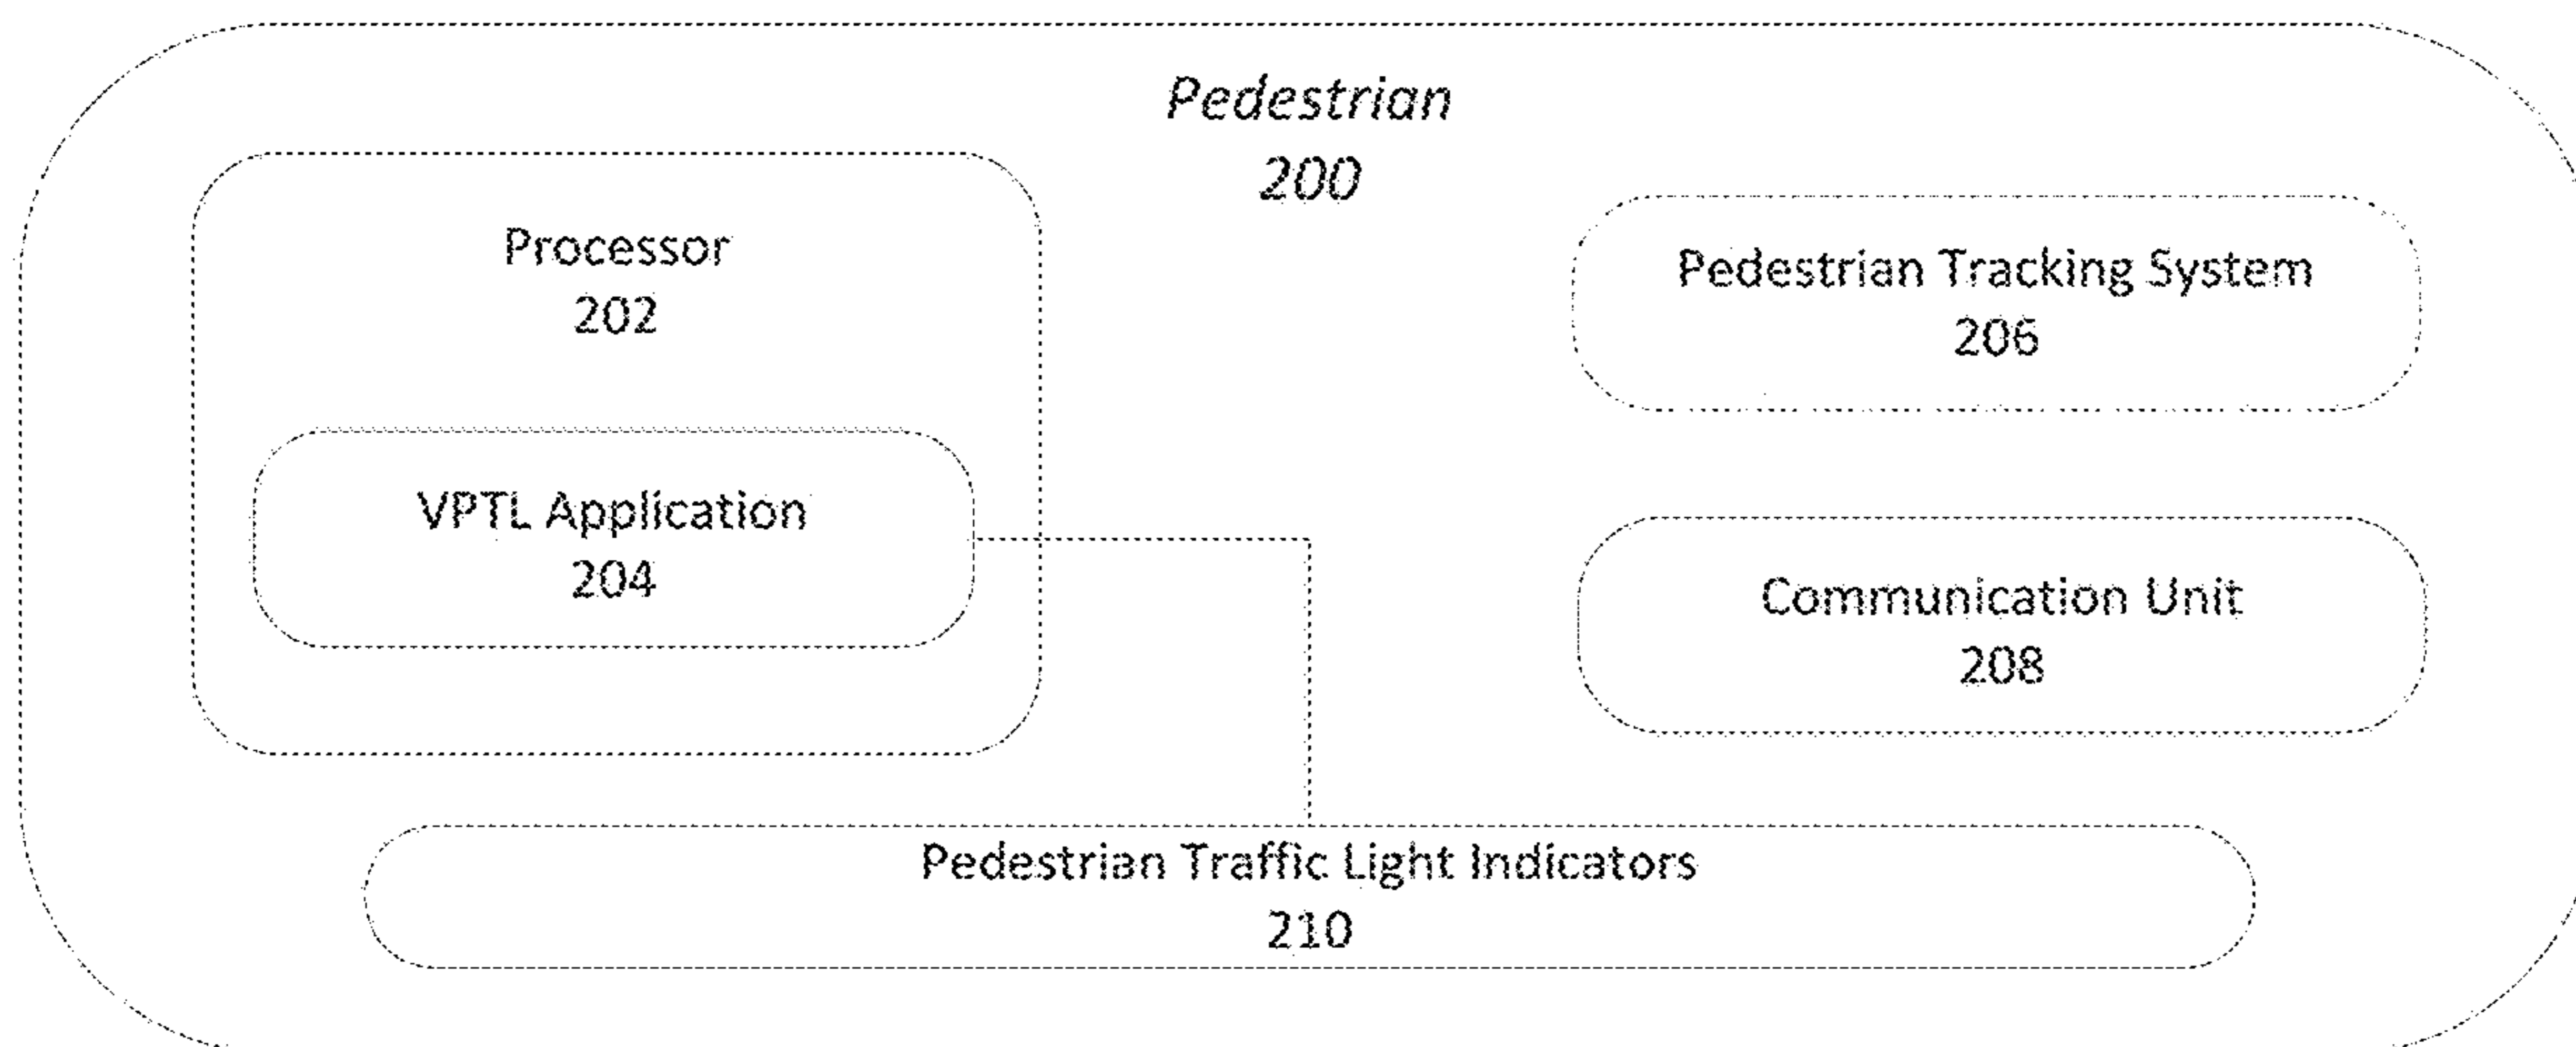 Pedestrian
200
Processor
202
VPTL Application
204
Pedestrian Tracking System
206
Communication Unit
208
Pedestrian Traffic Light Indicators
210